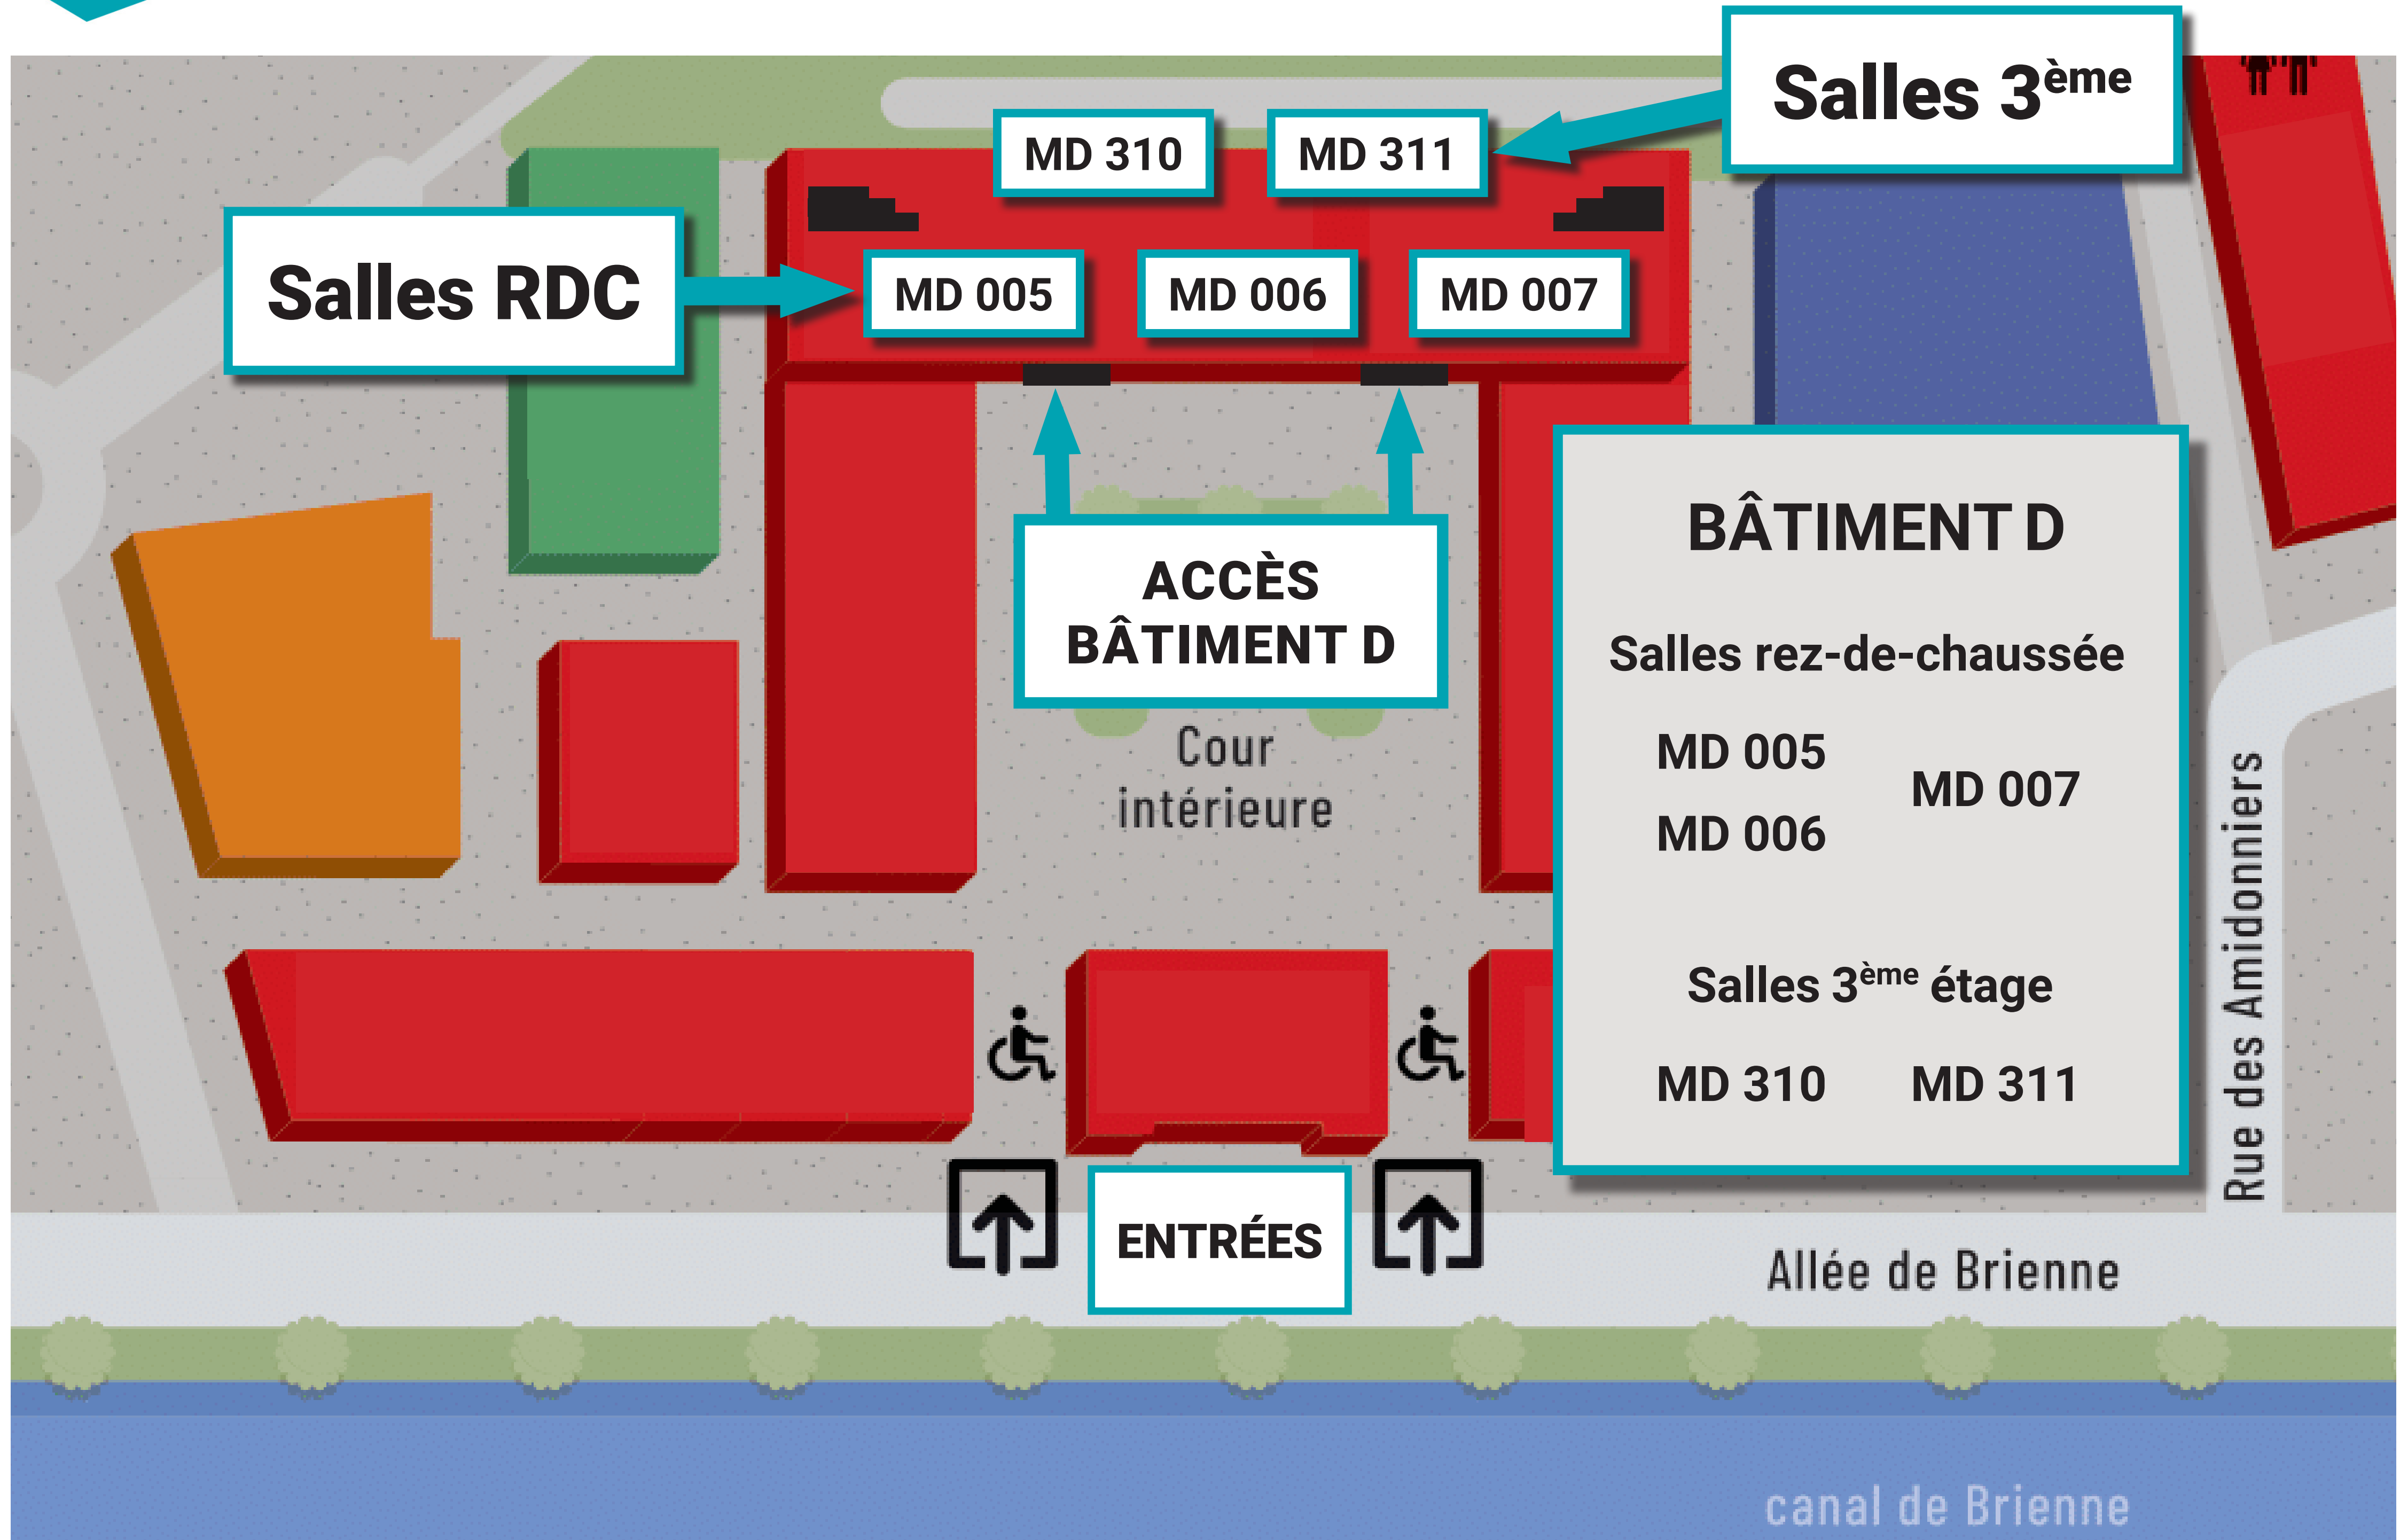 Salles 3ème
MD 310
MD 311
Salles RDC
MD 005
MD 006
MD 007
ACCÈS
BÂTIMENT D
Cour
intérieure
BÂTIMENT D
Salles rez-de-chaussée
MD 005
MD 007
MD 006
Salles 3ème étage
MD 310
MD 311
Rue des Amidonniers
ENTRÉES
Allée de Brienne
canal de Brienne